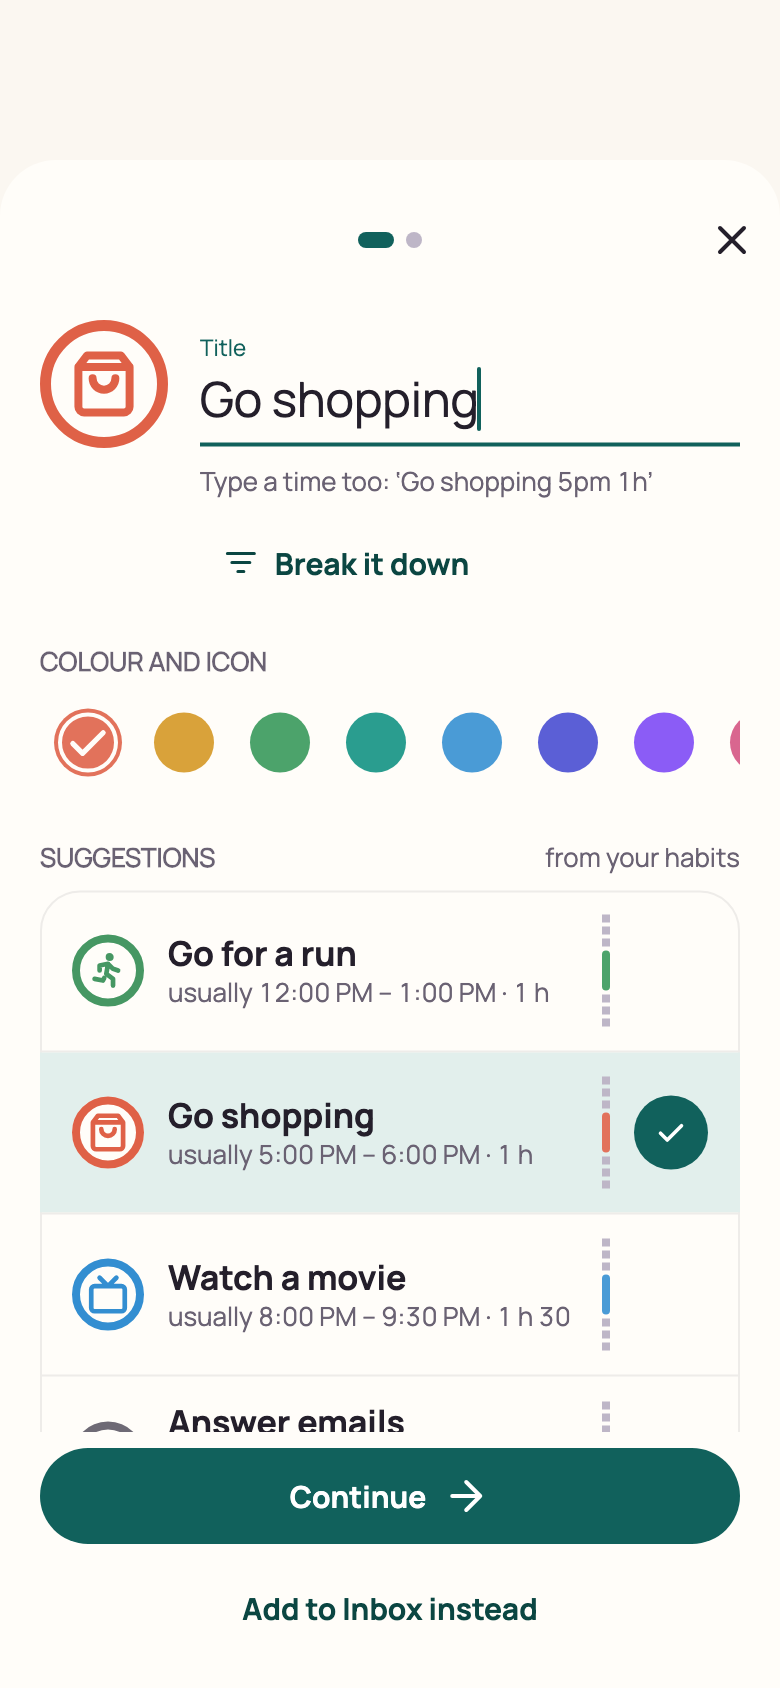 Title
Go shopping
Type a time too: ‘Go shopping 5pm 1h’
Break it down
COLOUR AND ICON
SUGGESTIONS
from your habits
Go for a run
usually 12:00 PM – 1:00 PM · 1 h
Go shopping
usually 5:00 PM – 6:00 PM · 1 h
Watch a movie
usually 8:00 PM – 9:30 PM · 1 h 30
Answer emails
Continue
Add to Inbox instead